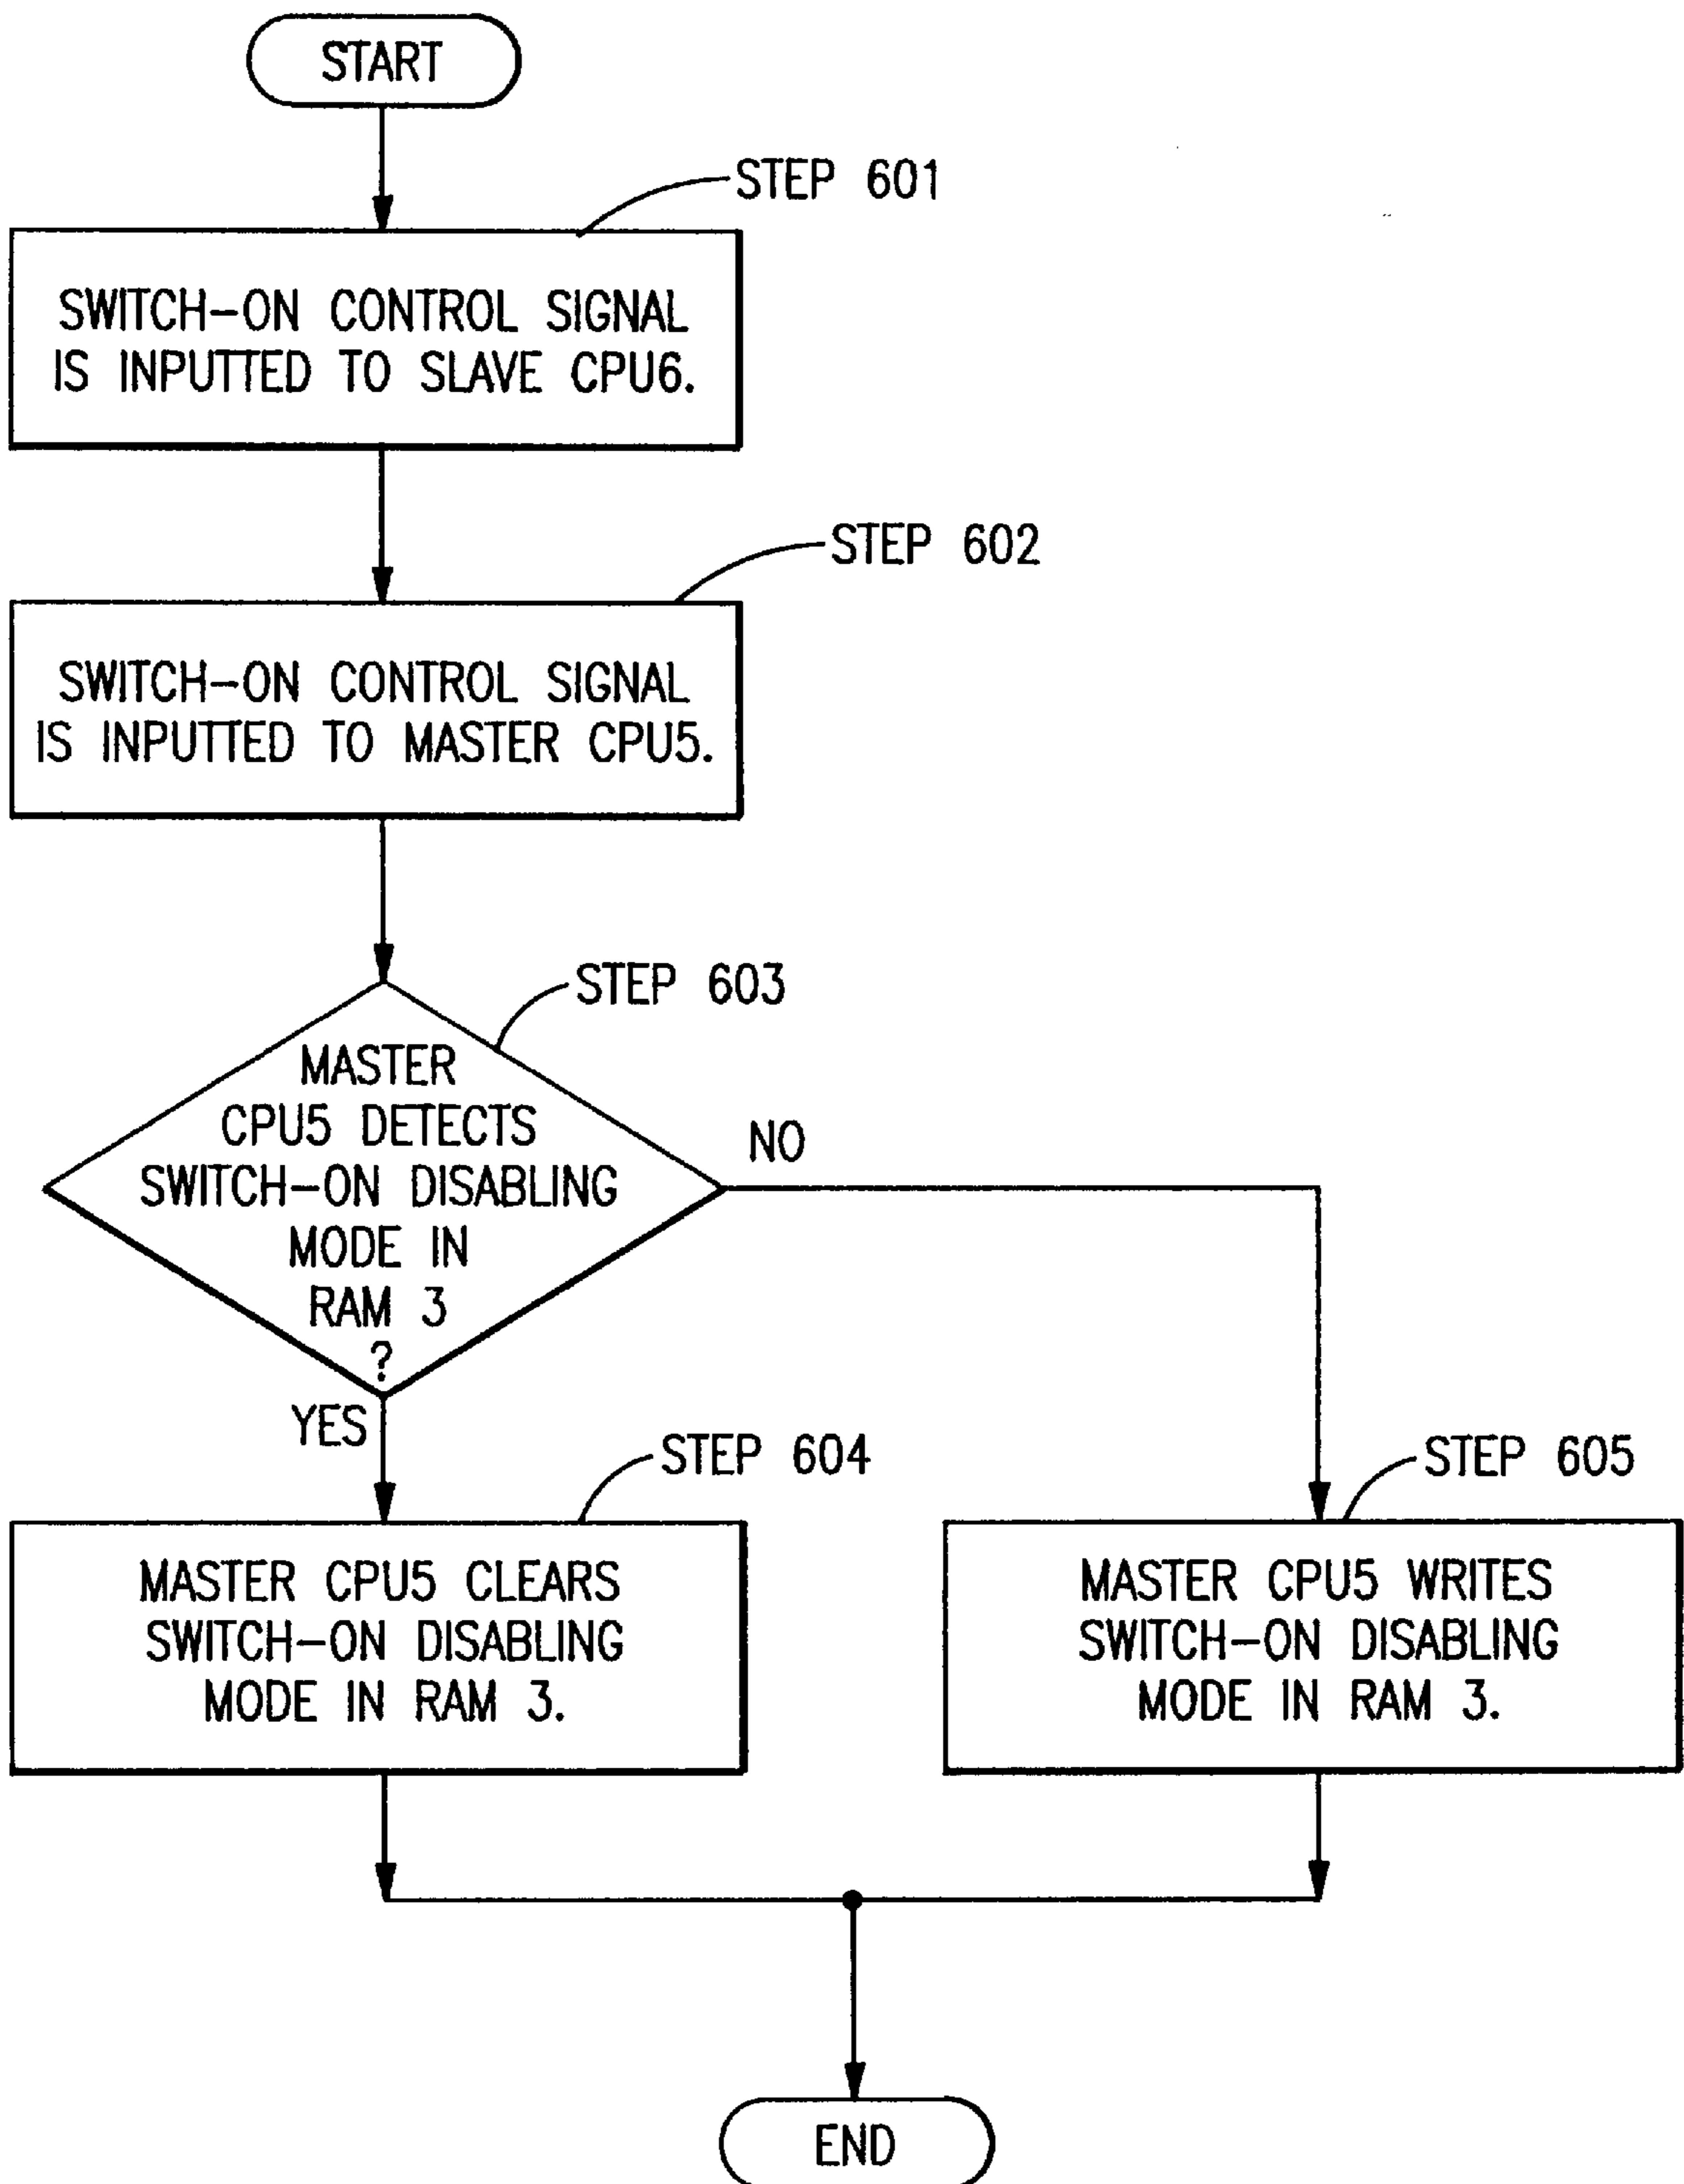 START
STEP 601
SWITCH-ON CONTROL SIGNAL
IS INPUTTED TO SLAVE CPU6.
STEP 602
SWITCH-ON CONTROL SIGNAL
IS INPUTTED TO MASTER CPU5.
STEP 603
MASTER
CPU5 DETECTS
SWITCH-ON DISABLING
MODE IN
RAM 3
?
NO
YES
STEP 604
MASTER CPU5 CLEARS
SWITCH-ON DISABLING
MODE IN RAM 3.
STEP 605
MASTER CPU5 WRITES
SWITCH-ON DISABLING
MODE IN RAM 3.
END